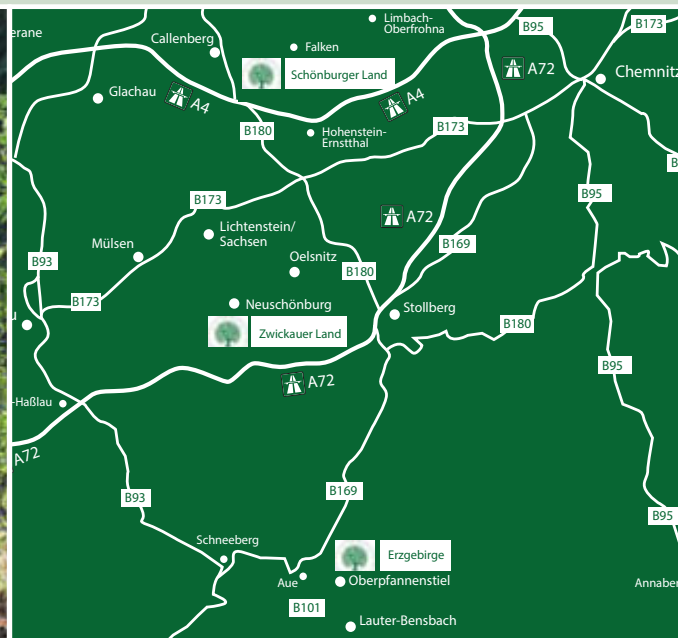 Limbach-
Oberfrohna
B95
B173
erane
Callenberg
Falken
Schönburger Land
A72
Chemnitz
Glachau
A4
A4
B180
Hohenstein-
Ernstthal
B173
B
B95
B173
A72
Lichtenstein/
Sachsen
B169
Mülsen
Oelsnitz
B93
B180
B173
Neuschönburg
Stollberg
u
B180
Zwickauer Land
B95
A72
-Haßlau
A72
B169
B93
B95
Schneeberg
Erzgebirge
Aue
Oberpfannenstiel
Annaber
B101
Lauter-Bensbach